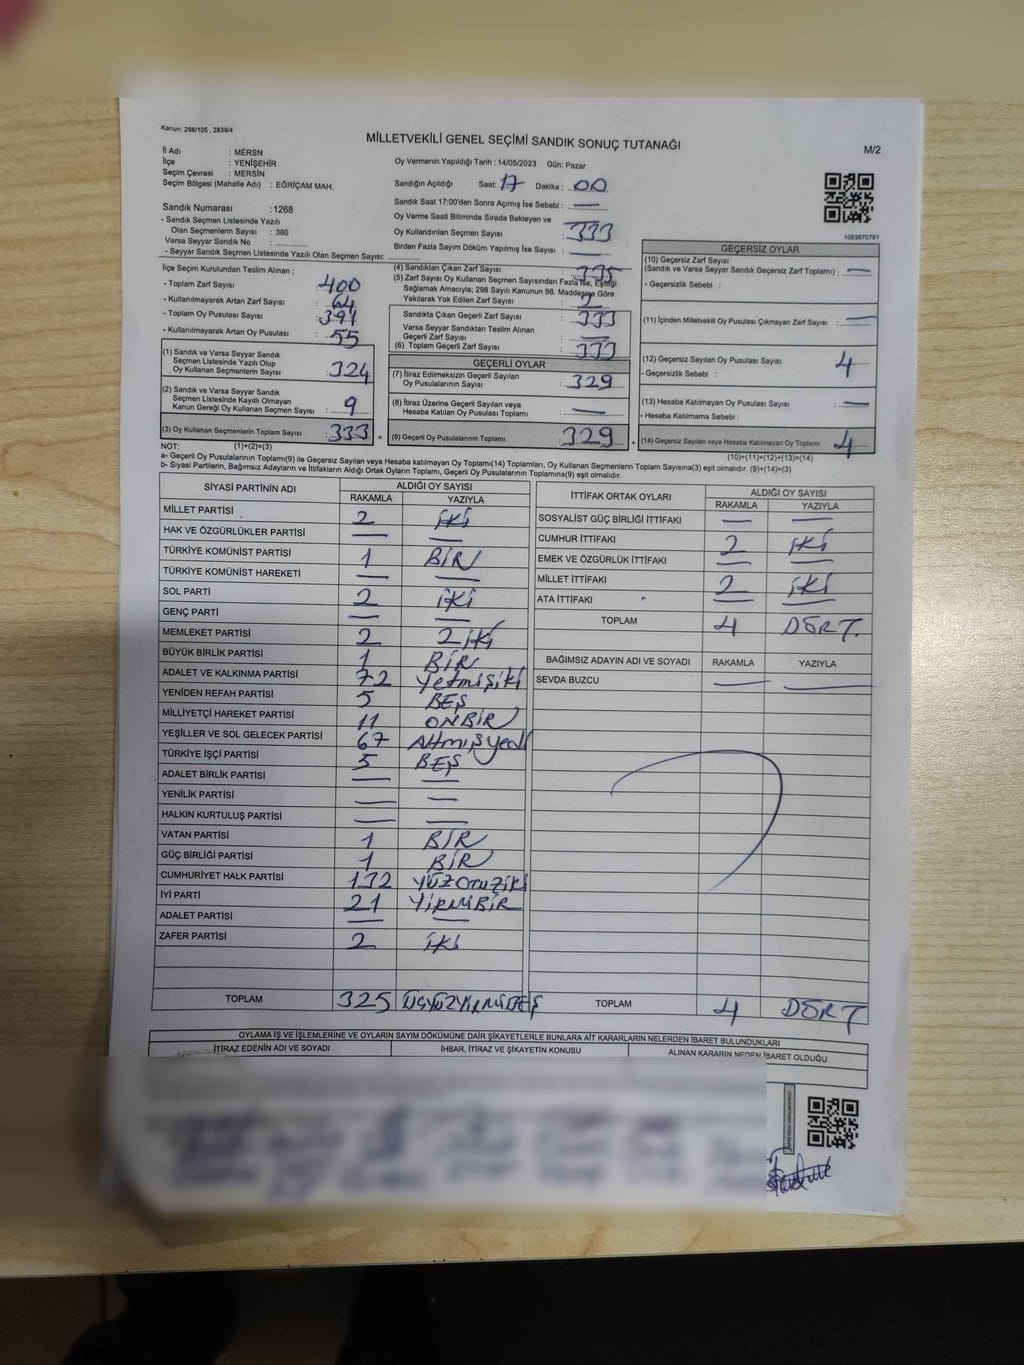 Kanun; 298/105 , 2839/4
MİLLETVEKİLİ GENEL SEÇİMİ SANDIK SONUÇ TUTANAĞI
M/2
İl Adı : MERSN
İlçe : YENİŞEHİR
Seçim Çevresi : MERSİN
Seçim Bölgesi (Mahalle Adı) : EĞRİÇAM MAH.
Oy Vermenin Yapıldığı Tarih : 14/05/2023 Gün: Pazar
Sandığın Açıldığı Saat: 17 Dakika : 00
Sandık Saat 17:00'den Sonra Açımış İse Sebebi : —
Oy Verme Saati Bitiminde Sırada Bekleyen ve
Oy Kullandırılan Seçmen Sayısı : 333
Birden Fazla Sayım Döküm Yapılmış İse Sayısı : —
1083670761
Sandık Numarası : 1268
- Sandık Seçmen Listesinde Yazılı
Olan Seçmenlerin Sayısı : 380
Varsa Seyyar Sandık No : ..............
- Seyyar Sandık Seçmen Listesinde Yazılı Olan Seçmen Sayısı: ..............
İlçe Seçim Kurulundan Teslim Alınan ;
- Toplam Zarf Sayısı : 400
- Kullanılmayarak Artan Zarf Sayısı : 64
- Toplam Oy Pusulası Sayısı : 391
- Kullanılmayarak Artan Oy Pusulası : 55
(1) Sandık ve Varsa Seyyar Sandık
Seçmen Listesinde Yazılı Olup
Oy Kullanan Seçmenlerin Sayısı : 324
(2) Sandık ve Varsa Seyyar Sandık
Seçmen Listesinde Kayıtlı Olmayan
Kanun Gereği Oy Kullanan Seçmen Sayısı : 9
(3) Oy Kullanan Seçmenlerin Toplam Sayısı : 333 =
(4) Sandıktan Çıkan Zarf Sayısı : 335
(5) Zarf Sayısı Oy Kullanan Seçmen Sayısından Fazla İse, Eşitliği
Sağlamak Amacıyla; 298 Sayılı Kanunun 98. Maddesine Göre
Yakılarak Yok Edilen Zarf Sayısı : 2
Sandıkta Çıkan Geçerli Zarf Sayısı : 333
Varsa Seyyar Sandıktan Teslim Alınan
Geçerli Zarf Sayısı : —
(6) Toplam Geçerli Zarf Sayısı : 333
GEÇERLİ OYLAR
(7) İtiraz Edilmeksizin Geçerli Sayılan
Oy Pusulalarının Sayısı : 329
(8) İtiraz Üzerine Geçerli Sayılan veya
Hesaba Katılan Oy Pusulası Toplamı : —
(9) Geçerli Oy Pusulalarının Toplamı : 329 +
GEÇERSİZ OYLAR
(10) Geçersiz Zarf Sayısı
(Sandık ve Varsa Seyyar Sandık Geçersiz Zarf Toplamı) : —
- Geçersizlik Sebebi :
(11) İçinden Milletvekili Oy Pusulası Çıkmayan Zarf Sayısı : —
(12) Geçersiz Sayılan Oy Pusulası Sayısı : 4
- Geçersizlik Sebebi :
(13) Hesaba Katılmayan Oy Pusulası Sayısı : —
- Hesaba Katılmama Sebebi :
(14) Geçersiz Sayılan veya Hesaba Katılmayan Oy Toplamı : 4
NOT: (1)+(2)=(3)
(10)+(11)+(12)+(13)=(14)
a- Geçerli Oy Pusulalarının Toplamı(9) ile Geçersiz Sayılan veya Hesaba katılmayan Oy Toplamı(14) Toplamları, Oy Kullanan Seçmenlerin Toplam Sayısına(3) eşit olmalıdır. (9)+(14)=(3)
b- Siyasi Partilerin, Bağımsız Adayların ve İttifakların Aldığı Ortak Oyların Toplamı, Geçerli Oy Pusulalarının Toplamına(9) eşit olmalıdır.
SİYASİ PARTİNİN ADI ALDIĞI OY SAYISI
RAKAMLA YAZIYLA
MİLLET PARTİSİ 2 İKİ
HAK VE ÖZGÜRLÜKLER PARTİSİ — —
TÜRKİYE KOMÜNİST PARTİSİ 1 BİR
TÜRKİYE KOMÜNİST HAREKETİ — —
SOL PARTİ 2 İKİ
GENÇ PARTİ — —
MEMLEKET PARTİSİ 2 2 İKİ
BÜYÜK BİRLİK PARTİSİ 1 BİR
ADALET VE KALKINMA PARTİSİ 72 Yetmişiki
YENİDEN REFAH PARTİSİ 5 BEŞ
MİLLİYETÇİ HAREKET PARTİSİ 11 ONBİR
YEŞİLLER VE SOL GELECEK PARTİSİ 67 Altmışyedi
TÜRKİYE İŞÇİ PARTİSİ 5 BEŞ
ADALET BİRLİK PARTİSİ — —
YENİLİK PARTİSİ — —
HALKIN KURTULUŞ PARTİSİ — —
VATAN PARTİSİ 1 BİR
GÜÇ BİRLİĞİ PARTİSİ 1 BİR
CUMHURİYET HALK PARTİSİ 132 YÜZOTUZİKİ
İYİ PARTİ 21 YİRMİBİR
ADALET PARTİSİ — —
ZAFER PARTİSİ 2 İKİ
TOPLAM 325 ÜÇYÜZYİRMİBEŞ
İTTİFAK ORTAK OYLARI ALDIĞI OY SAYISI
RAKAMLA YAZIYLA
SOSYALİST GÜÇ BİRLİĞİ İTTİFAKI — —
CUMHUR İTTİFAKI 2 İKİ
EMEK VE ÖZGÜRLÜK İTTİFAKI — —
MİLLET İTTİFAKI 2 İKİ
ATA İTTİFAKI — —
TOPLAM 4 DÖRT.
BAĞIMSIZ ADAYIN ADI VE SOYADI RAKAMLA YAZIYLA
SEVDA BUZCU — —
TOPLAM 4 DÖRT
OYLAMA İŞ VE İŞLEMLERİNE VE OYLARIN SAYIM DÖKÜMÜNE DAİR ŞİKAYETLERLE BUNLARA AİT KARARLARIN NELERDEN İBARET BULUNDUKLARI
İTİRAZ EDENİN ADI VE SOYADI İHBAR, İTİRAZ VE ŞİKAYETİN KONUSU ALINAN KARARIN NEDEN İBARET OLDUĞU